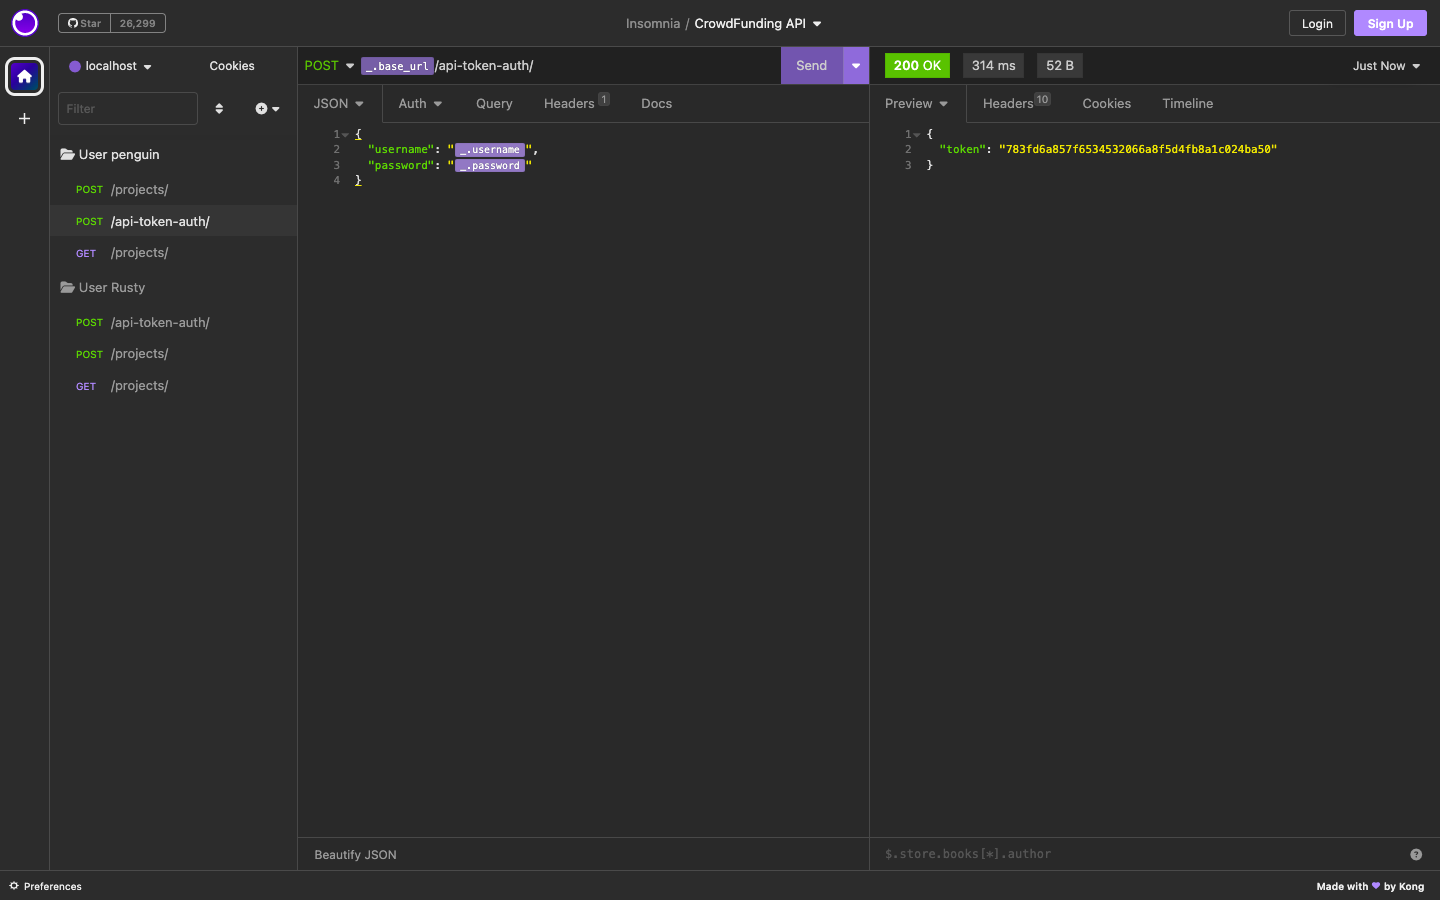 Star 26,299
Insomnia / CrowdFunding API
Login
Sign Up
localhost
Cookies
Filter
User penguin
POST /projects/
POST /api-token-auth/
GET /projects/
User Rusty
POST /api-token-auth/
POST /projects/
GET /projects/
POST _.base_url/api-token-auth/
Send
JSON Auth Query Headers 1 Docs
1 {
2 "username": "_.username",
3 "password": "_.password"
4 }
Beautify JSON
200 OK 314 ms 52 B
Just Now
Preview Headers 10 Cookies Timeline
1 {
2 "token": "783fd6a857f6534532066a8f5d4fb8a1c024ba50"
3 }
$.store.books[*].author
?
Preferences
Made with ♥ by Kong